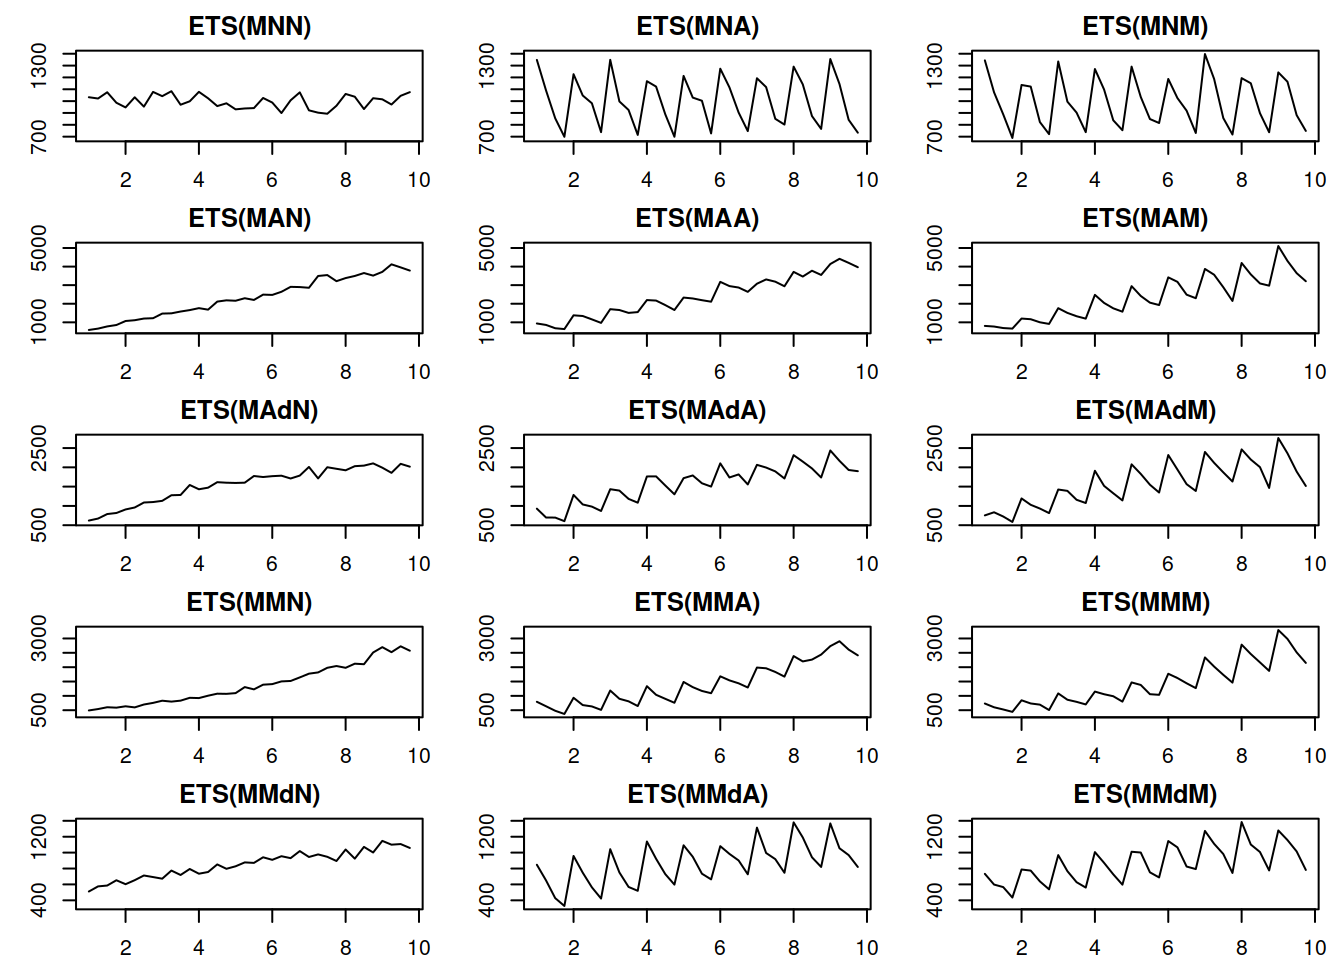 ETS(MNN) ETS(MNA) ETS(MNM)
1300 1300 1300
700 700 700
2 4 6 8 10 2 4 6 8 10 2 4 6 8 10
ETS(MAN) ETS(MAA) ETS(MAM)
5000 5000 5000
1000 1000 1000
2 4 6 8 10 2 4 6 8 10 2 4 6 8 10
ETS(MAdN) ETS(MAdA) ETS(MAdM)
2500 2500 2500
500 500 500
2 4 6 8 10 2 4 6 8 10 2 4 6 8 10
ETS(MMN) ETS(MMA) ETS(MMM)
3000 3000 3000
500 500 500
2 4 6 8 10 2 4 6 8 10 2 4 6 8 10
ETS(MMdN) ETS(MMdA) ETS(MMdM)
1200 1200 1200
400 400 400
2 4 6 8 10 2 4 6 8 10 2 4 6 8 10